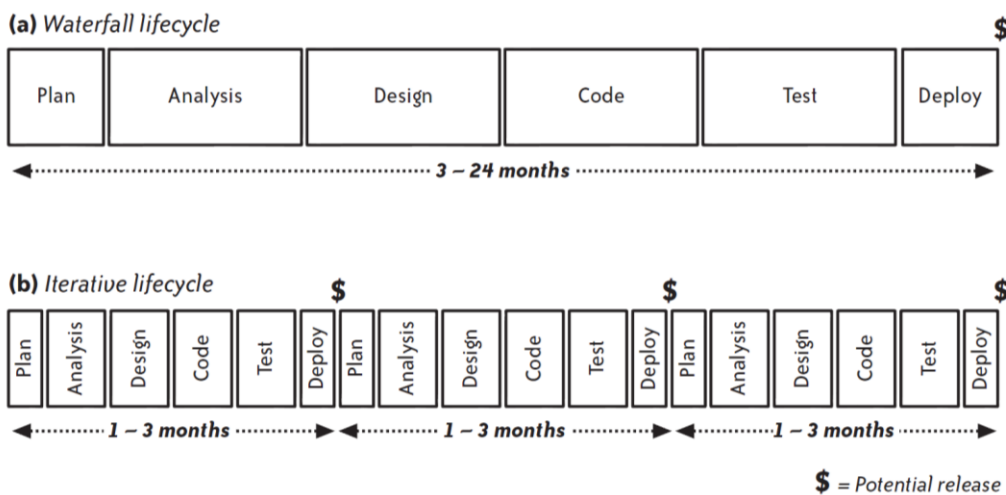 (a) Waterfall lifecycle
$
Plan Analysis Design Code Test Deploy
3 – 24 months
(b) Iterative lifecycle
$ $ $
Plan Analysis Design Code Test Deploy Plan Analysis Design Code Test Deploy Plan Analysis Design Code Test Deploy
1 – 3 months 1 – 3 months 1 – 3 months
$ = Potential release